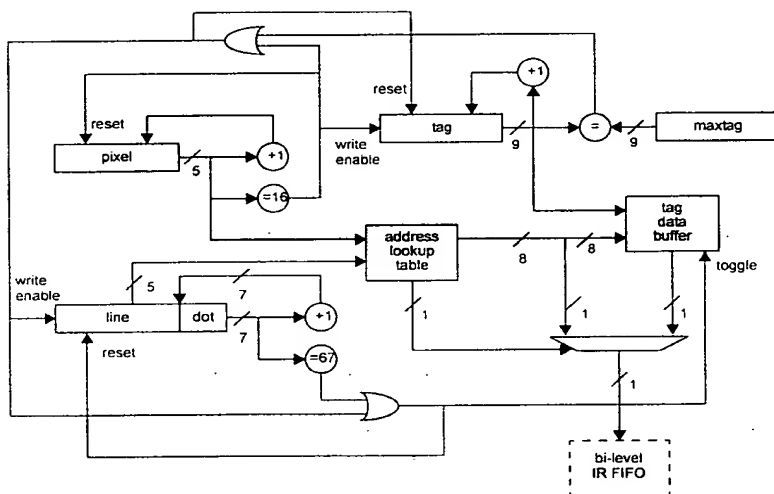 reset
+1
reset
tag
9
=
9
maxtag
pixel
5
+1
write
enable
=16
address
lookup
table
8
8
tag
data
buffer
toggle
5
7
write
enable
line
dot
7
+1
1
1
1
reset
=67
1
bi-level
IR FIFO